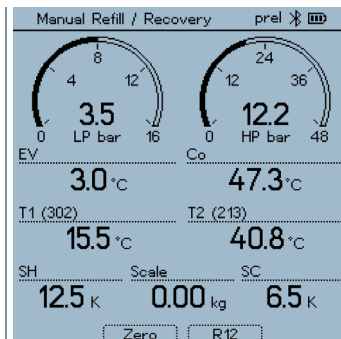 Manual Refill / Recovery prel
8 24
4 12 12 36
3.5 12.2
0 LP bar 16 0 HP bar 48
EV Co
3.0 °C 47.3 °C
T1 (302) T2 (213)
15.5 °C 40.8 °C
SH Scale SC
12.5 K 0.00 kg 6.5 K
Zero R12